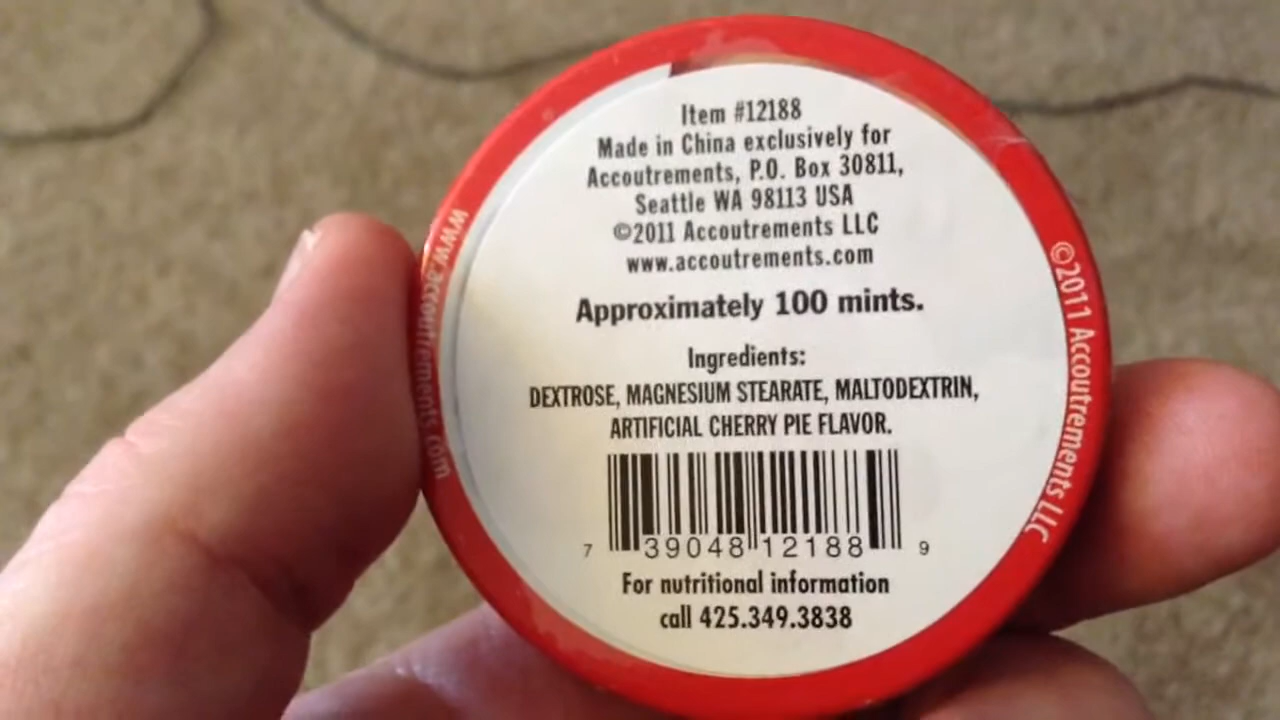 Item #12188
Made in China exclusively for
Accoutrements, P.O. Box 30811,
Seattle WA 98113 USA
©2011 Accoutrements LLC
www.accoutrements.com
Approximately 100 mints.
Ingredients:
DEXTROSE, MAGNESIUM STEARATE, MALTODEXTRIN,
ARTIFICIAL CHERRY PIE FLAVOR.
7 39048 12188 9
For nutritional information
call 425.349.3838
www.accoutrements.com
©2011 Accoutrements LLC